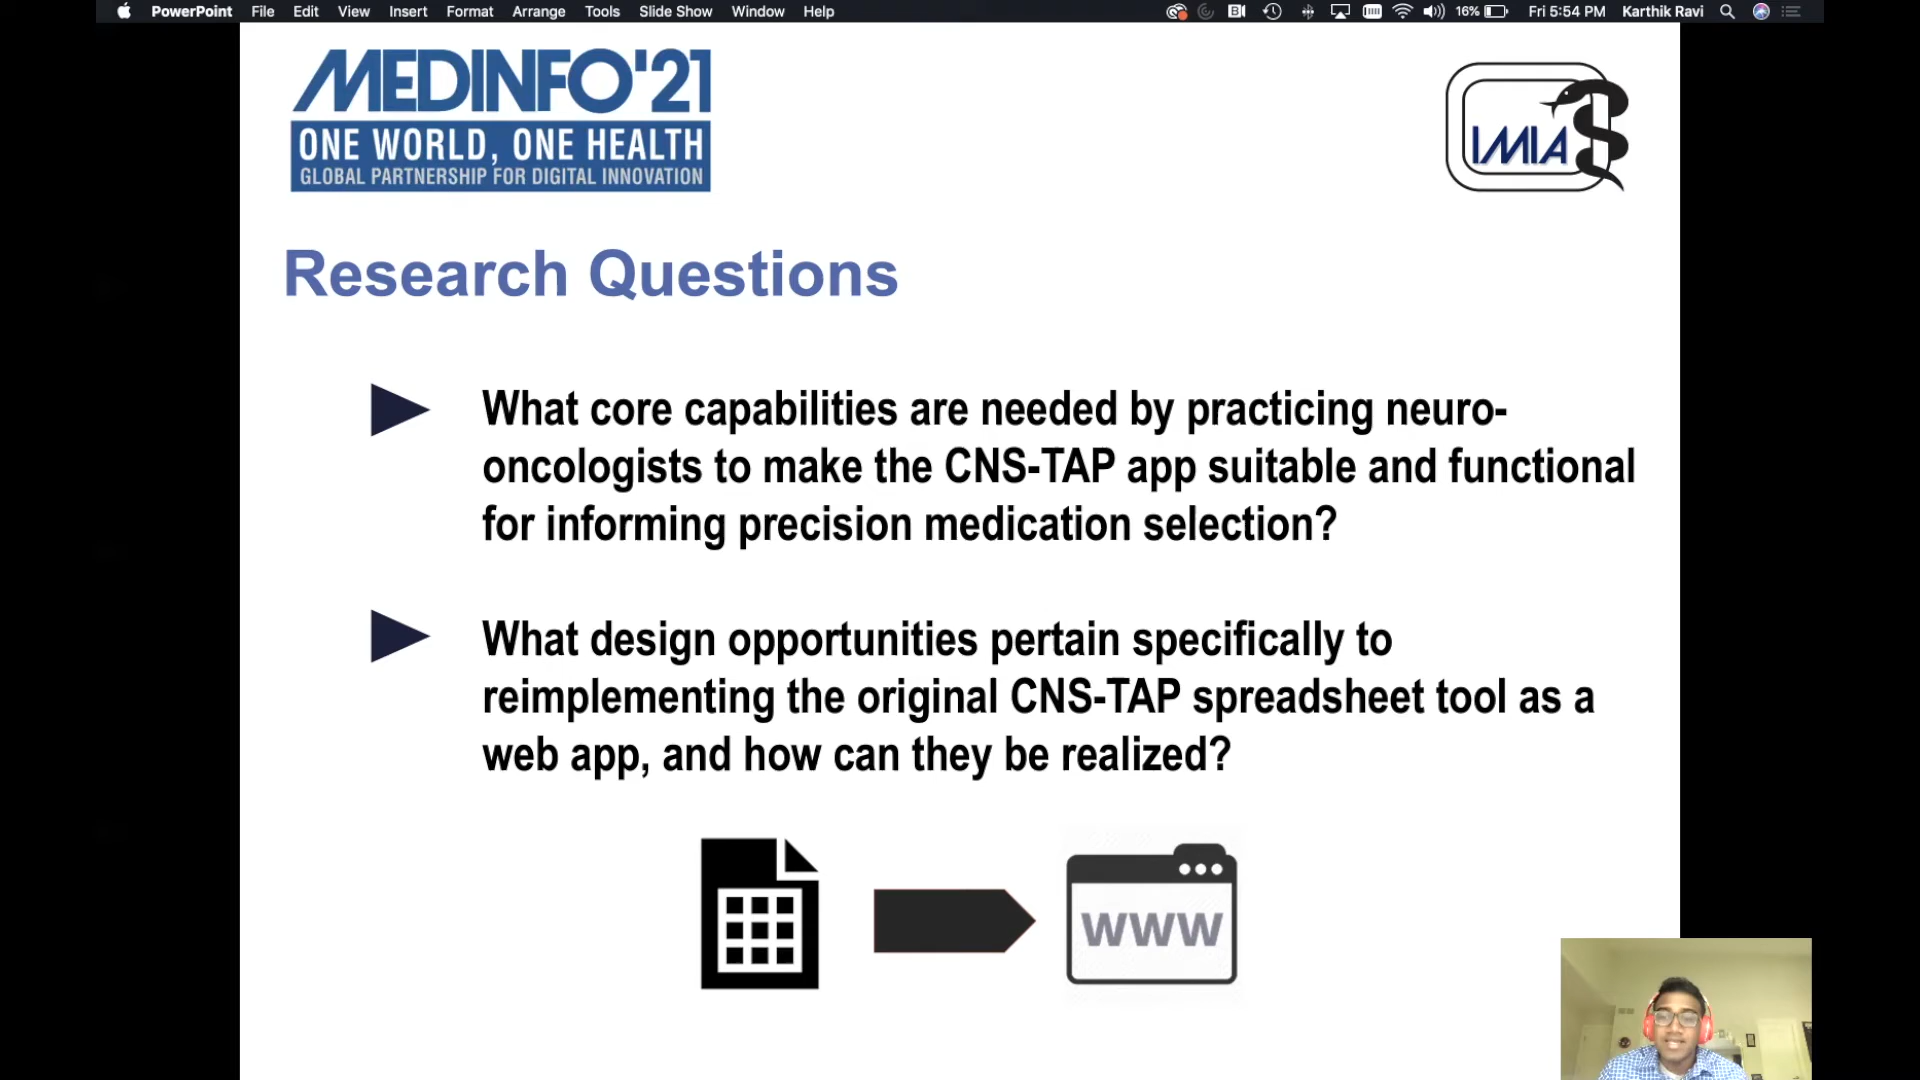 PowerPoint File Edit View Insert Format Arrange Tools Slide Show Window Help 16% Fri 5:54 PM Karthik Ravi
MEDINFO'21
ONE WORLD, ONE HEALTH
GLOBAL PARTNERSHIP FOR DIGITAL INNOVATION
IMIA
Research Questions
What core capabilities are needed by practicing neuro-
oncologists to make the CNS-TAP app suitable and functional
for informing precision medication selection?
What design opportunities pertain specifically to
reimplementing the original CNS-TAP spreadsheet tool as a
web app, and how can they be realized?
WWW